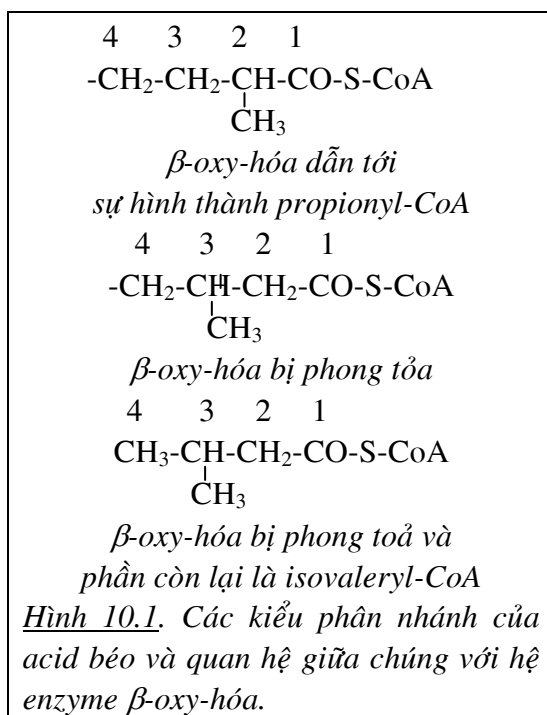 4 3 2 1
-CH₂-CH₂-CH-CO-S-CoA
CH₃
β-oxy-hóa dẫn tới
sự hình thành propionyl-CoA
4 3 2 1
-CH₂-CH-CH₂-CO-S-CoA
CH₃
β-oxy-hóa bị phong tỏa
4 3 2 1
CH₃-CH-CH₂-CO-S-CoA
CH₃
β-oxy-hóa bị phong toả và
phần còn lại là isovaleryl-CoA
Hình 10.1. Các kiểu phân nhánh của
acid béo và quan hệ giữa chúng với hệ
enzyme β-oxy-hóa.